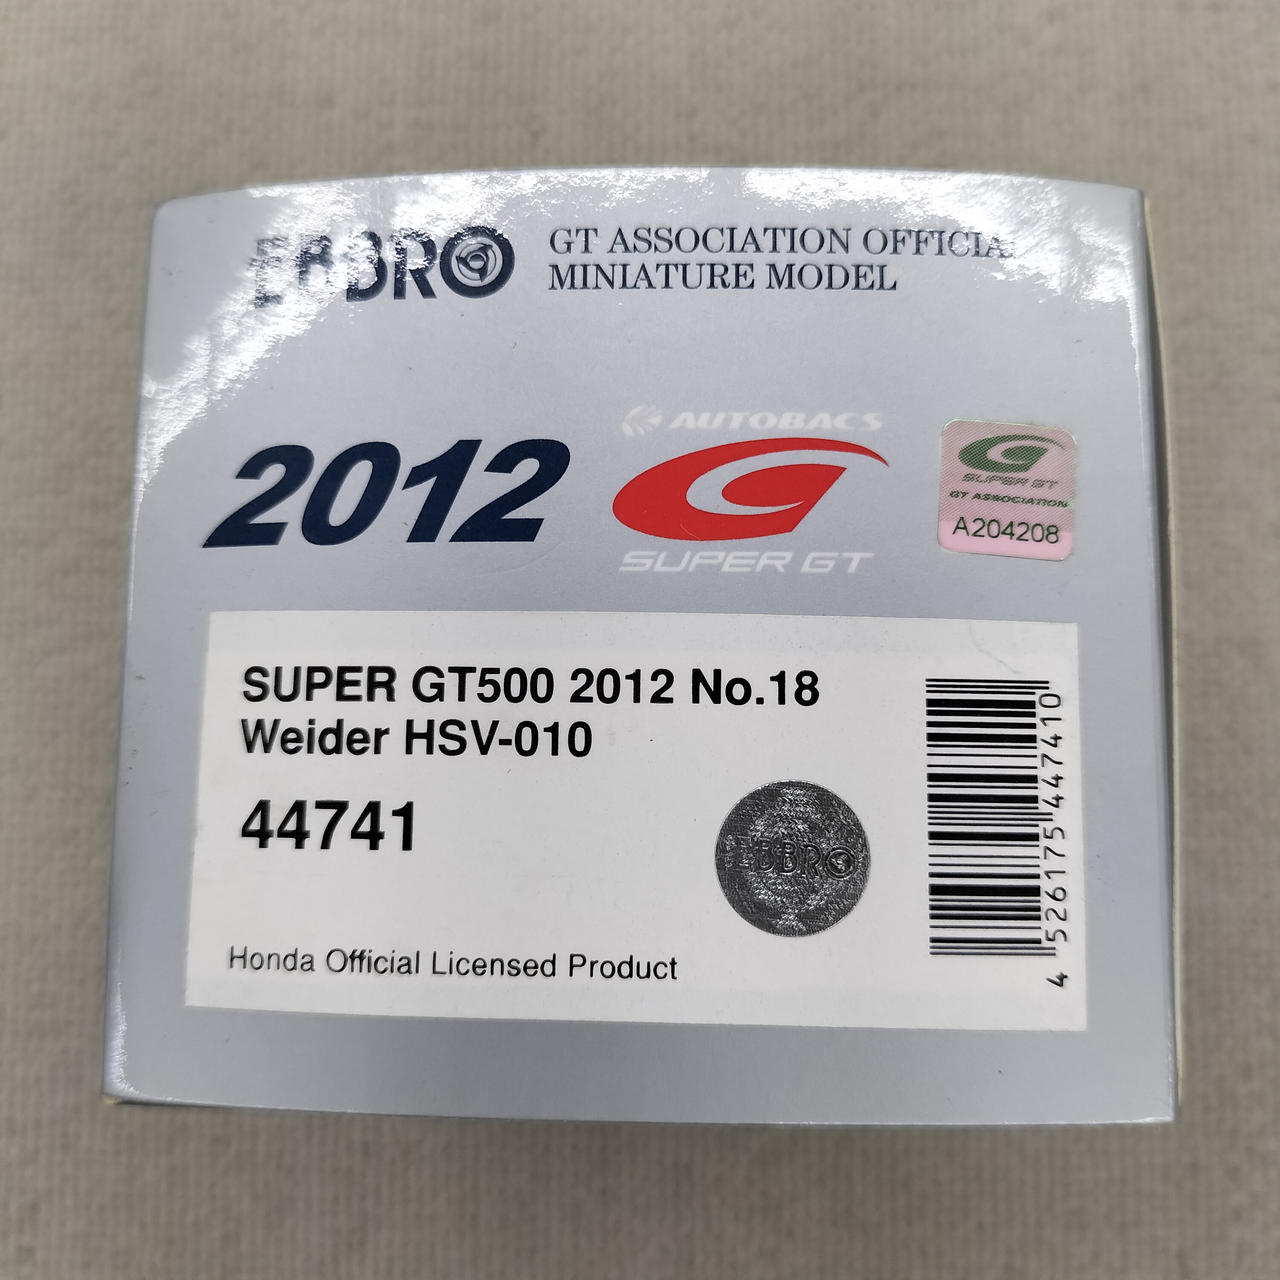 EBBRO
GT ASSOCIATION OFFICIAL
MINIATURE MODEL
2012
AUTOBACS
SUPER GT
SUPER GT
GT ASSOCIATION
A204208
SUPER GT500 2012 No.18
Weider HSV-010
44741
EBBRO
Honda Official Licensed Product
4 526175 447410